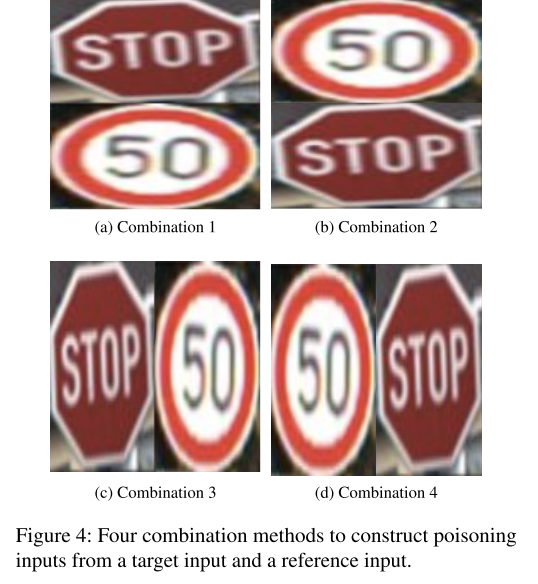 STOP
50
50
STOP
(a) Combination 1
(b) Combination 2
STOP
50
50
STOP
(c) Combination 3
(d) Combination 4
Figure 4: Four combination methods to construct poisoning
inputs from a target input and a reference input.